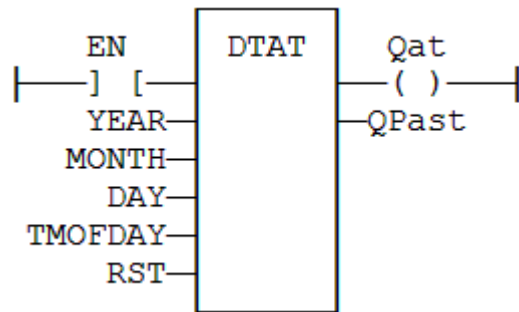 EN DTAT Qat
] [ ( )
YEAR QPast
MONTH
DAY
TMOFDAY
RST